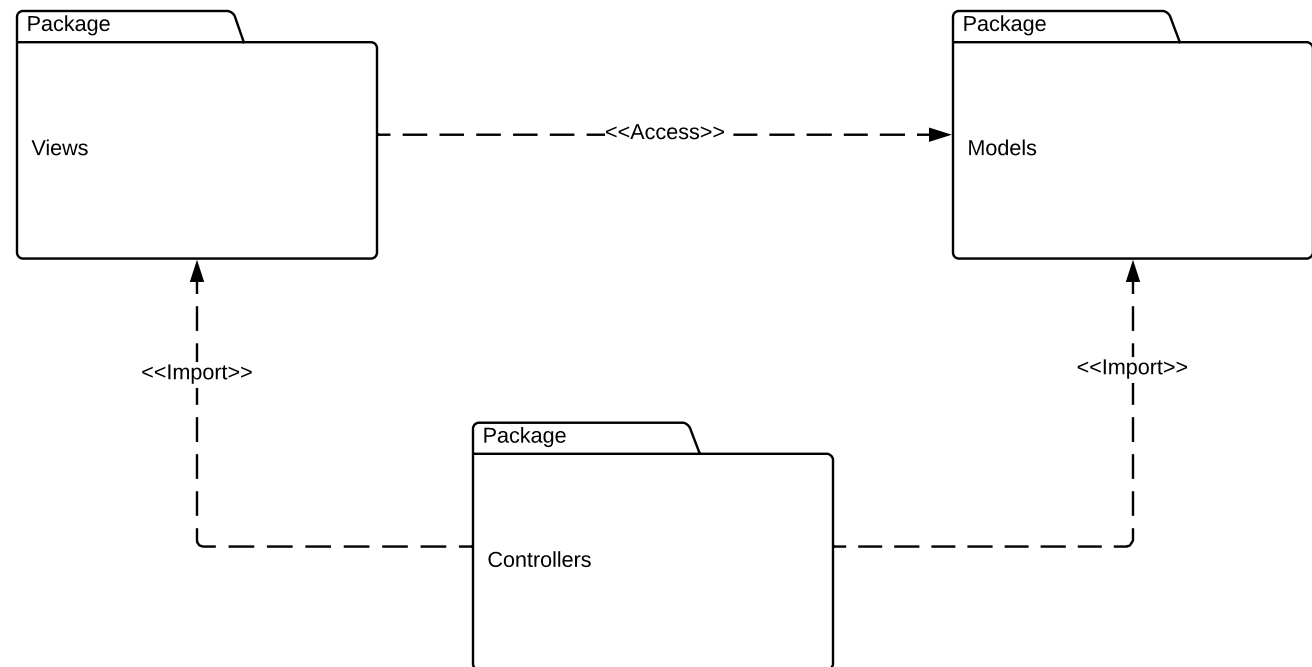 Package
Package
<<Access>>
Views
Models
<<Import>>
<<Import>>
Package
Controllers